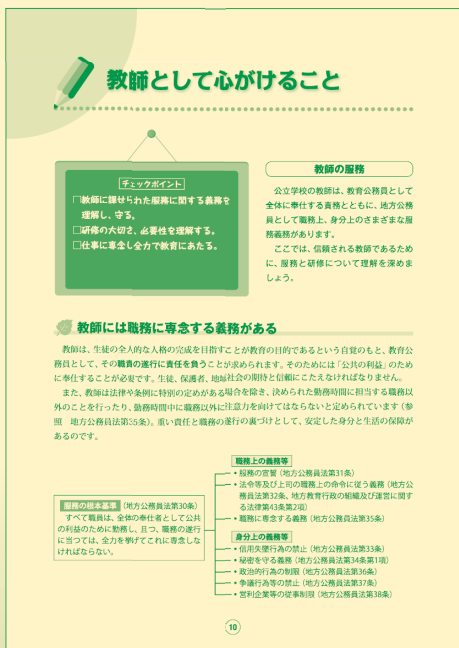 教師として心がけること
チェックポイント
□教師に課せられた服務に関する義務を
理解し、守る。
□研修の大切さ、必要性を理解する。
□仕事に専念し全力で教育にあたる。
教師の服務
公立学校の教師は、教育公務員として
全体に奉仕する責務とともに、地方公務
員として職務上、身分上のさまざまな服
務義務があります。
ここでは、信頼される教師であるため
に、服務と研修について理解を深めま
しょう。
教師には職務に専念する義務がある
教師は、生徒の全人的な人格の完成を目指すことが教育の目的であるという自覚のもと、教育公
務員として、その職責の遂行に責任を負うことが求められます。そのためには「公共の利益」のため
に奉仕することが必要です。生徒、保護者、地域社会の期待と信頼にこたえなければなりません。
また、教師は法律や条例に特別の定めがある場合を除き、決められた勤務時間に担当する職務以
外のことを行ったり、勤務時間中に職務以外に注意力を向けてはならないと定められています（参
照　地方公務員法第35条）。重い責任と職務の遂行の裏づけとして、安定した身分と生活の保障が
あるのです。
服務の根本基準（地方公務員法第30条）
すべて職員は、全体の奉仕者として公共
の利益のために勤務し、且つ、職務の遂行
に当つては、全力を挙げてこれに専念しな
ければならない。
職務上の義務等
• 服務の宣誓（地方公務員法第31条）
• 法令等及び上司の職務上の命令に従う義務（地方公
務員法第32条、地方教育行政の組織及び運営に関す
る法律第43条第2項）
• 職務に専念する義務（地方公務員法第35条）
身分上の義務等
• 信用失墜行為の禁止（地方公務員法第33条）
• 秘密を守る義務（地方公務員法第34条第1項）
• 政治的行為の制限（地方公務員法第36条）
• 争議行為等の禁止（地方公務員法第37条）
• 営利企業等の従事制限（地方公務員法第38条）
10